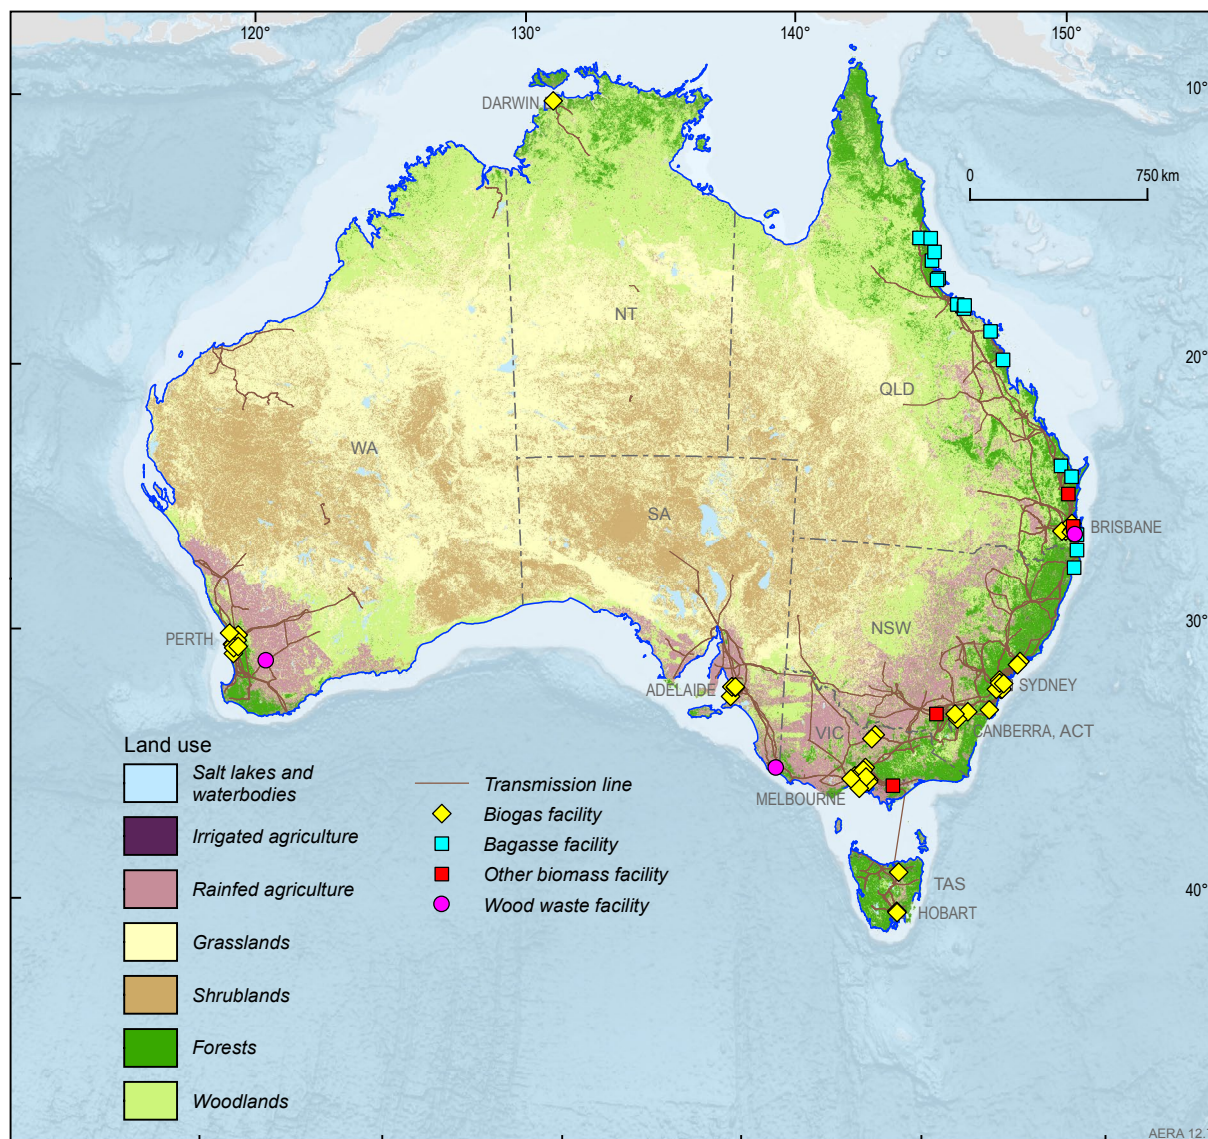 120°
130°
140°
150°
10°
DARWIN
0
750 km
NT
20°
QLD
WA
SA
BRISBANE
30°
PERTH
NSW
ADELAIDE
SYDNEY
VIC
CANBERRA, ACT
MELBOURNE
TAS
40°
HOBART
Land use
Salt lakes and
waterbodies
Irrigated agriculture
Rainfed agriculture
Grasslands
Shrublands
Forests
Woodlands
Transmission line
Biogas facility
Bagasse facility
Other biomass facility
Wood waste facility
AERA 12.